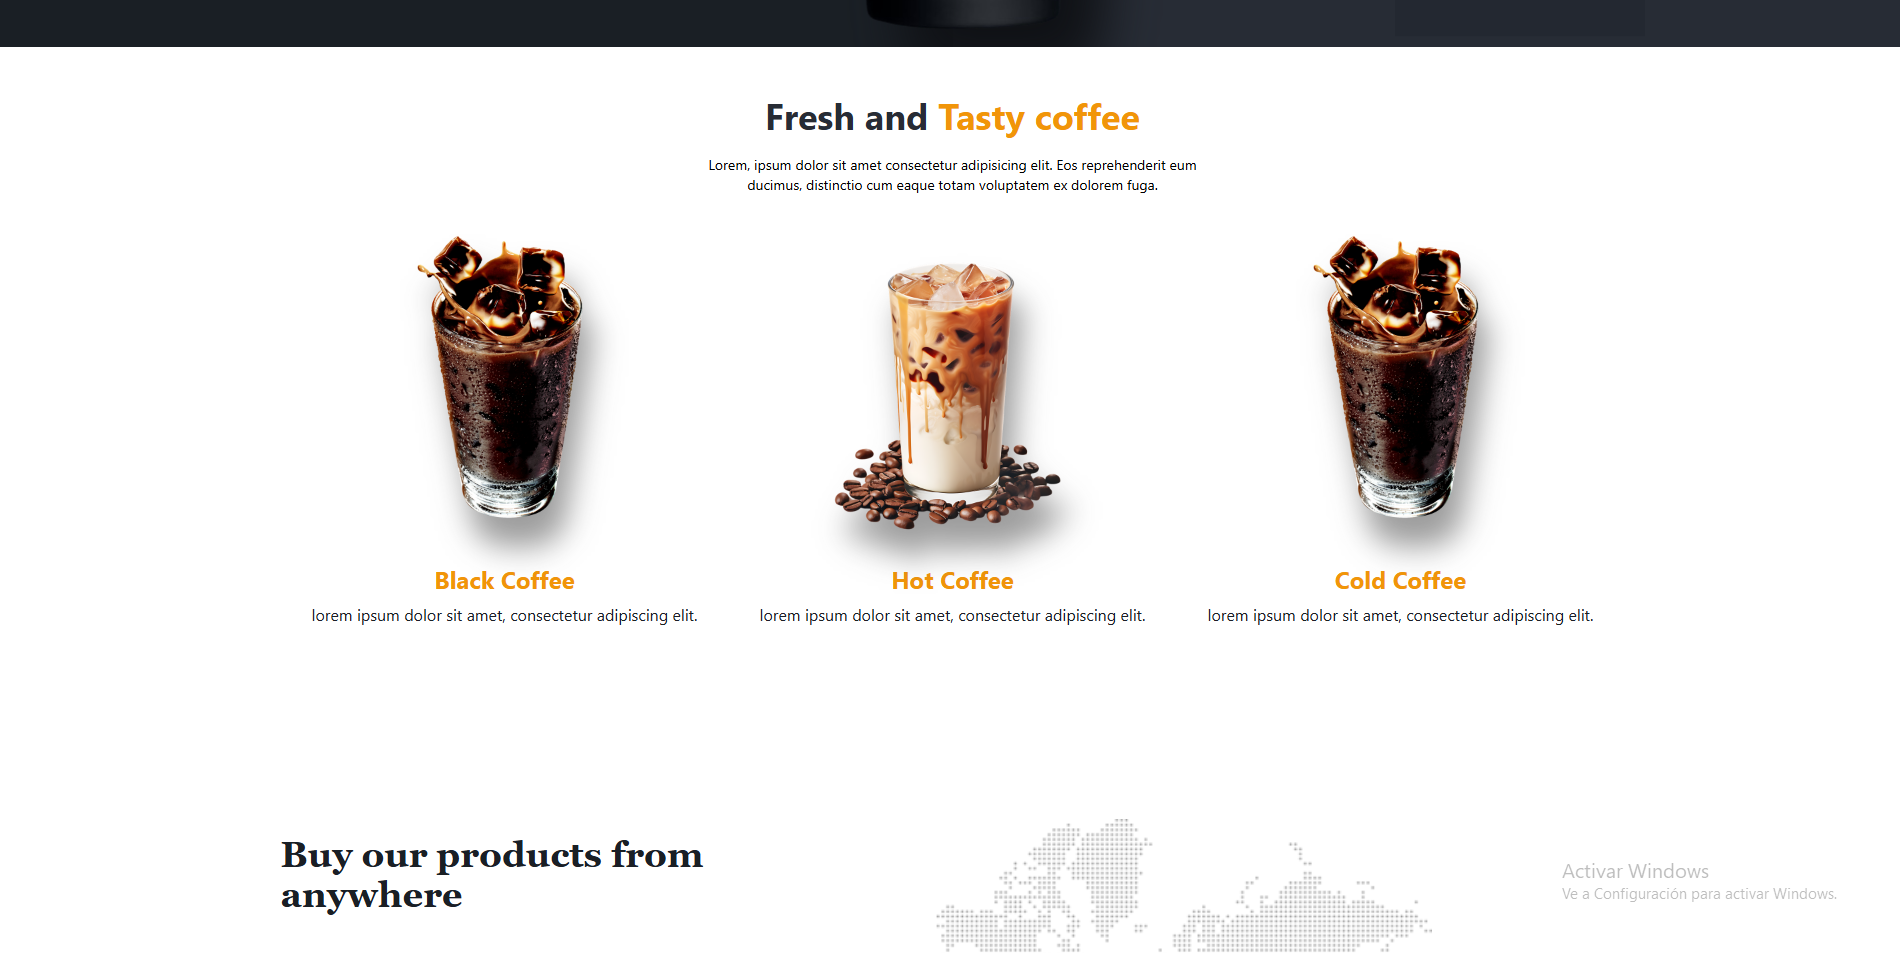 Fresh and Tasty coffee
Lorem, ipsum dolor sit amet consectetur adipisicing elit. Eos reprehenderit eum
ducimus, distinctio cum eaque totam voluptatem ex dolorem fuga.
Black Coffee
lorem ipsum dolor sit amet, consectetur adipiscing elit.
Hot Coffee
lorem ipsum dolor sit amet, consectetur adipiscing elit.
Cold Coffee
lorem ipsum dolor sit amet, consectetur adipiscing elit.
Buy our products from
anywhere
Activar Windows
Ve a Configuración para activar Windows.